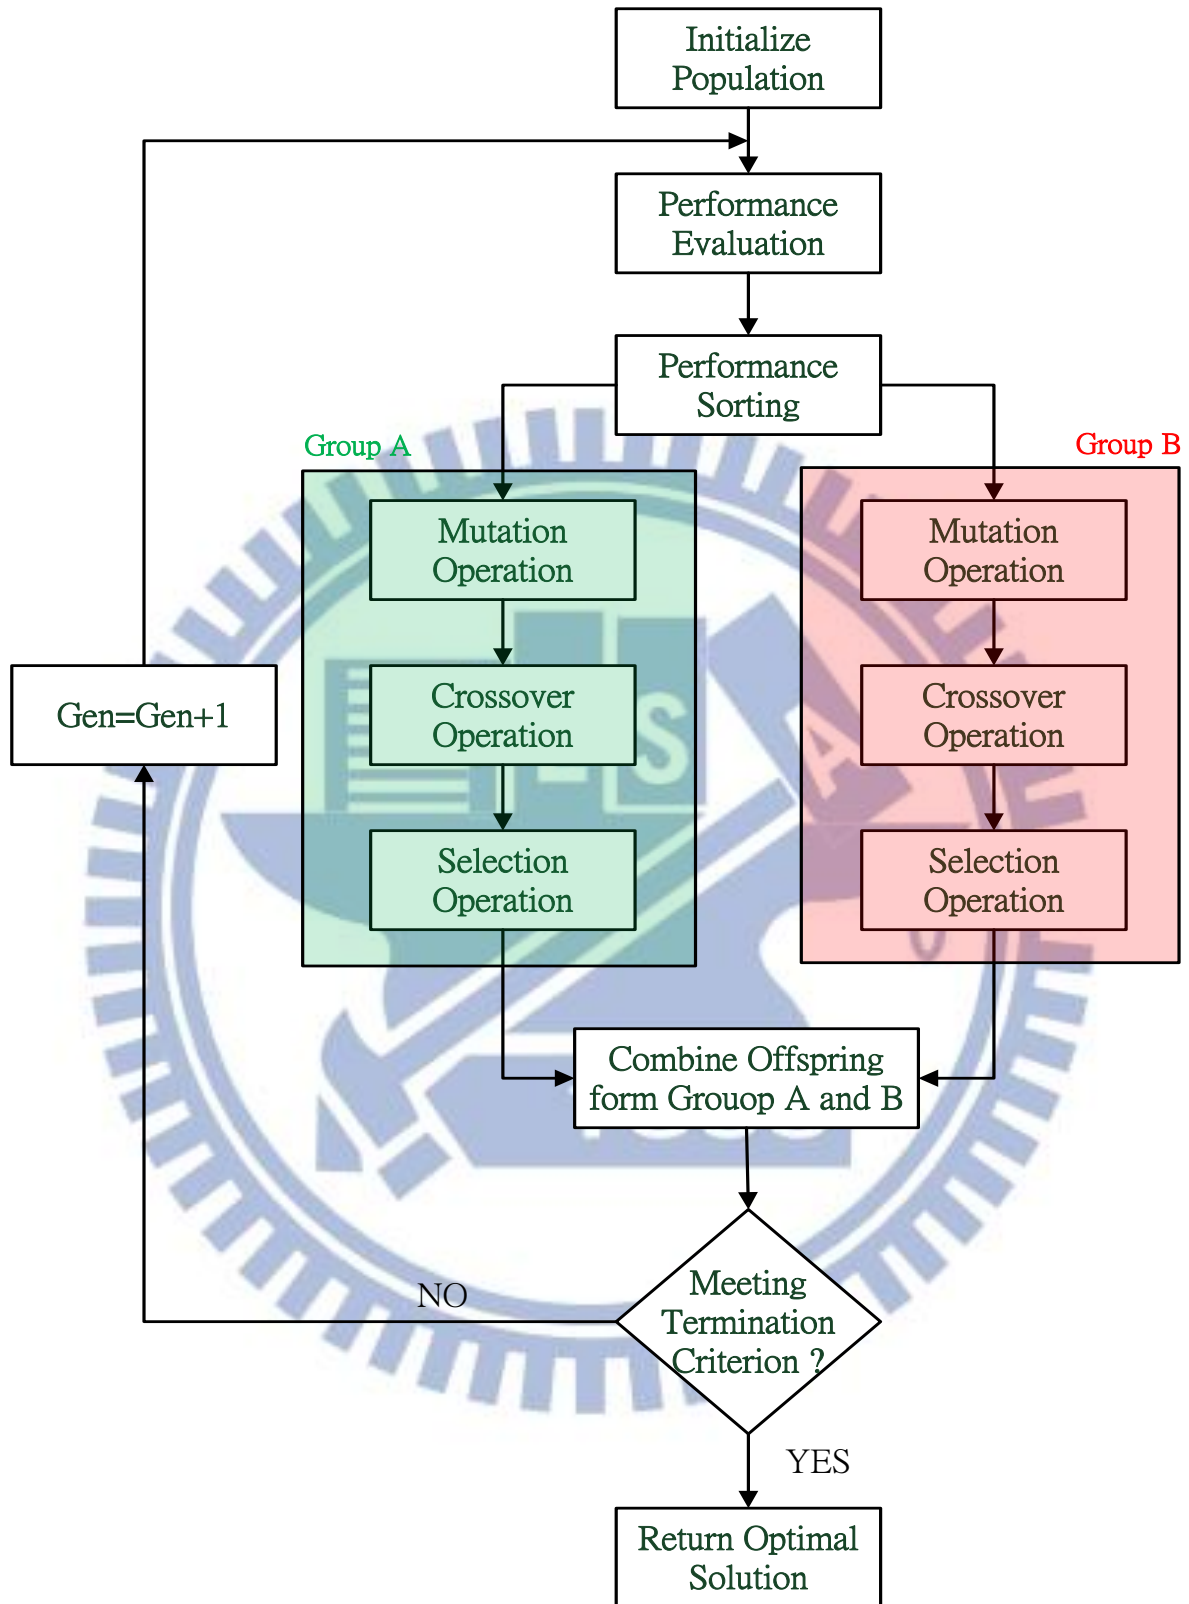 Initialize
Population
Performance
Evaluation
Performance
Sorting
Group A
Group B
Mutation
Operation
Mutation
Operation
Crossover
Operation
Crossover
Operation
Gen=Gen+1
Selection
Operation
Selection
Operation
Combine Offspring
form Grouop A and B
Meeting
Termination
Criterion ?
NO
YES
Return Optimal
Solution